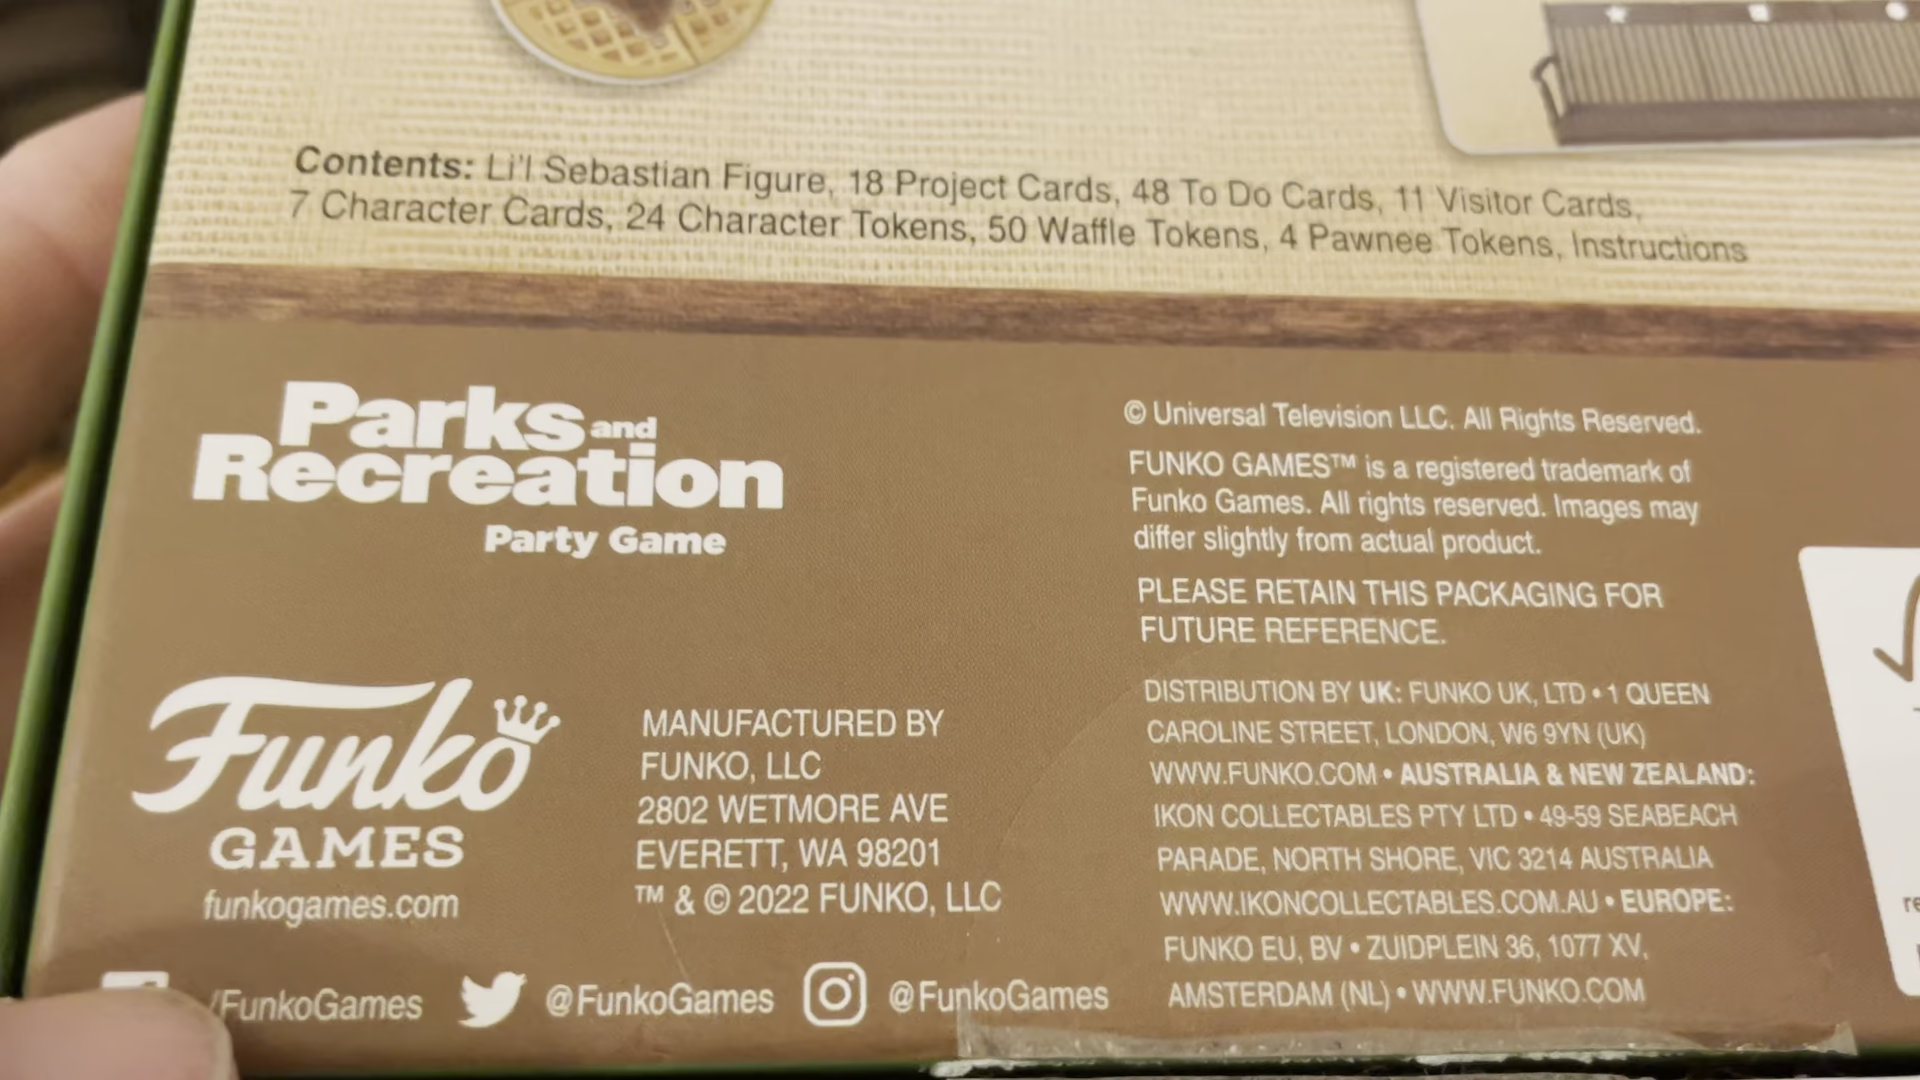 Contents: Li'l Sebastian Figure, 18 Project Cards, 48 To Do Cards, 11 Visitor Cards,
7 Character Cards, 24 Character Tokens, 50 Waffle Tokens, 4 Pawnee Tokens, Instructions
Parks and
Recreation
Party Game
Funko
GAMES
funkogames.com
MANUFACTURED BY
FUNKO, LLC
2802 WETMORE AVE
EVERETT, WA 98201
™ & © 2022 FUNKO, LLC
/FunkoGames @FunkoGames @FunkoGames
© Universal Television LLC. All Rights Reserved.
FUNKO GAMES™ is a registered trademark of
Funko Games. All rights reserved. Images may
differ slightly from actual product.
PLEASE RETAIN THIS PACKAGING FOR
FUTURE REFERENCE.
DISTRIBUTION BY UK: FUNKO UK, LTD • 1 QUEEN
CAROLINE STREET, LONDON, W6 9YN (UK)
WWW.FUNKO.COM • AUSTRALIA & NEW ZEALAND:
IKON COLLECTABLES PTY LTD • 49-59 SEABEACH
PARADE, NORTH SHORE, VIC 3214 AUSTRALIA
WWW.IKONCOLLECTABLES.COM.AU • EUROPE:
FUNKO EU, BV • ZUIDPLEIN 36, 1077 XV,
AMSTERDAM (NL) • WWW.FUNKO.COM